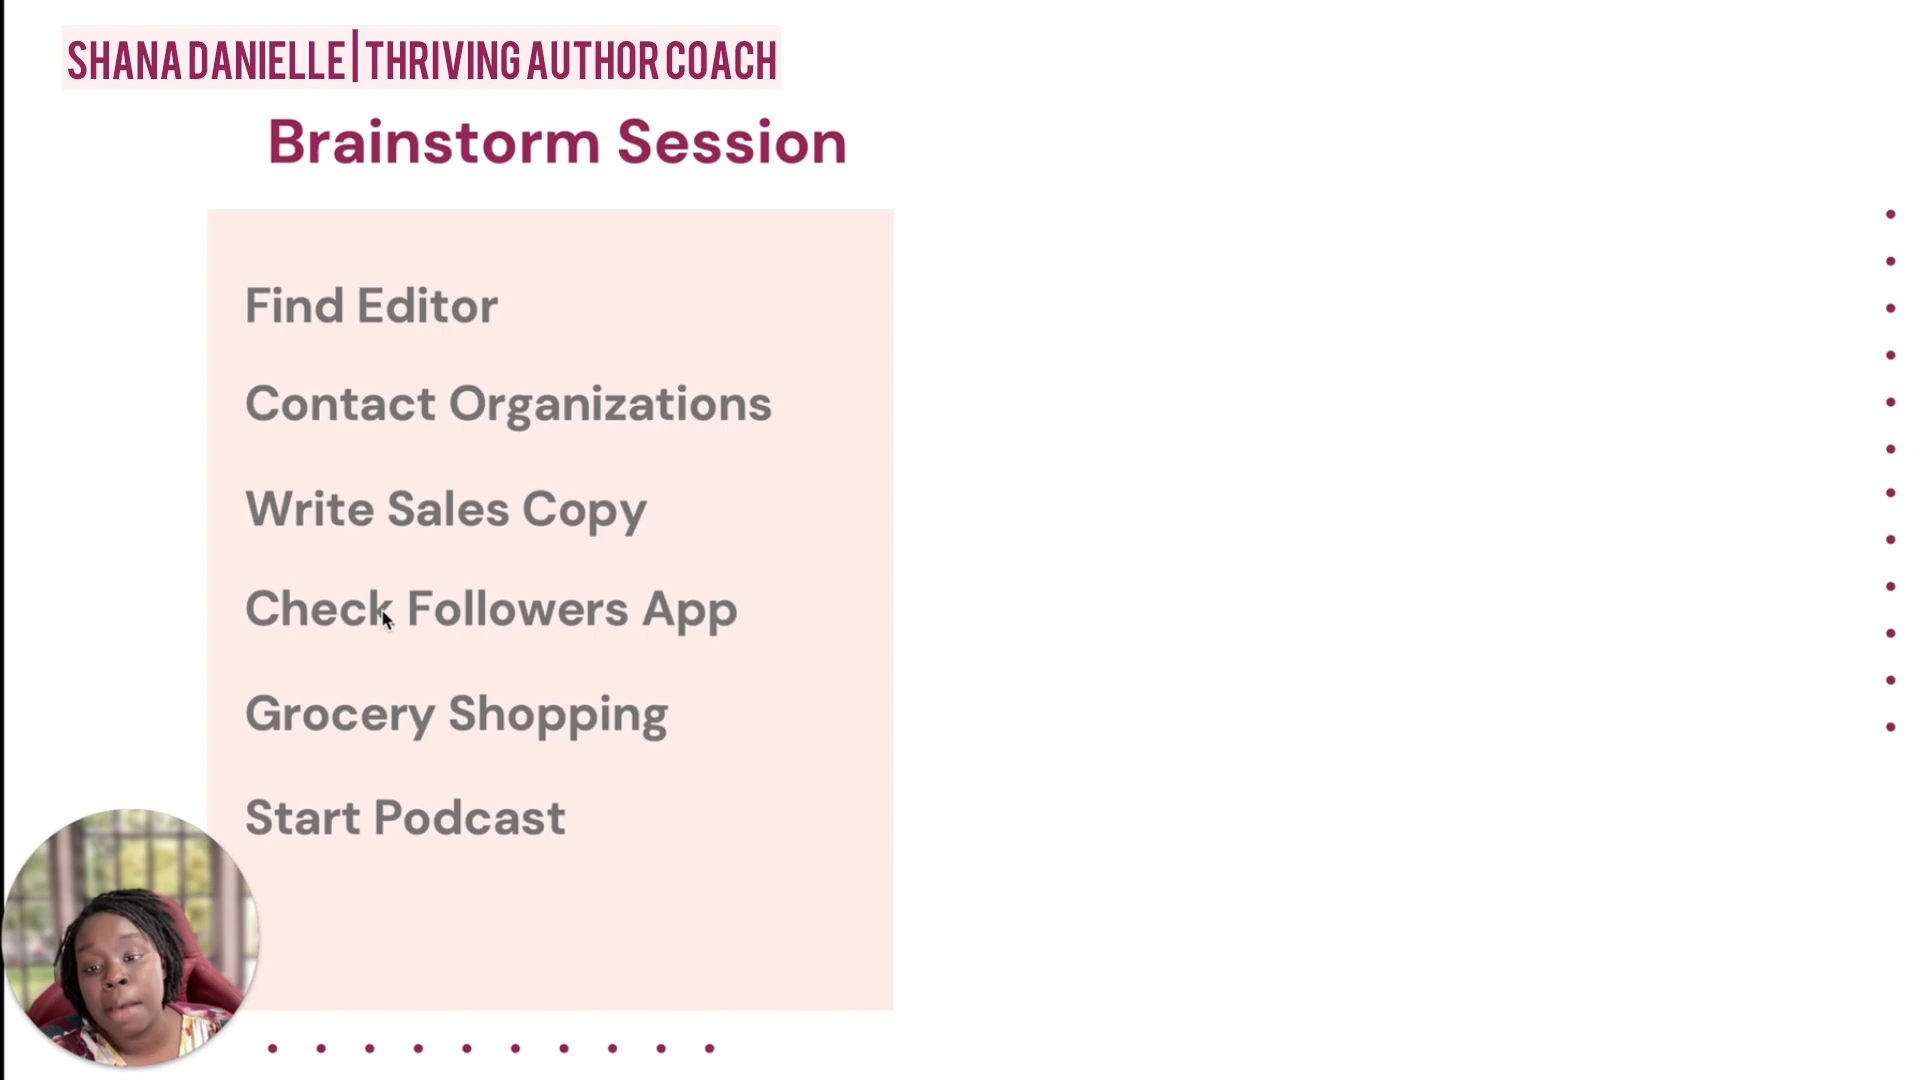 SHANA DANIELLE | THRIVING AUTHOR COACH
Brainstorm Session
Find Editor
Contact Organizations
Write Sales Copy
Check Followers App
Grocery Shopping
Start Podcast